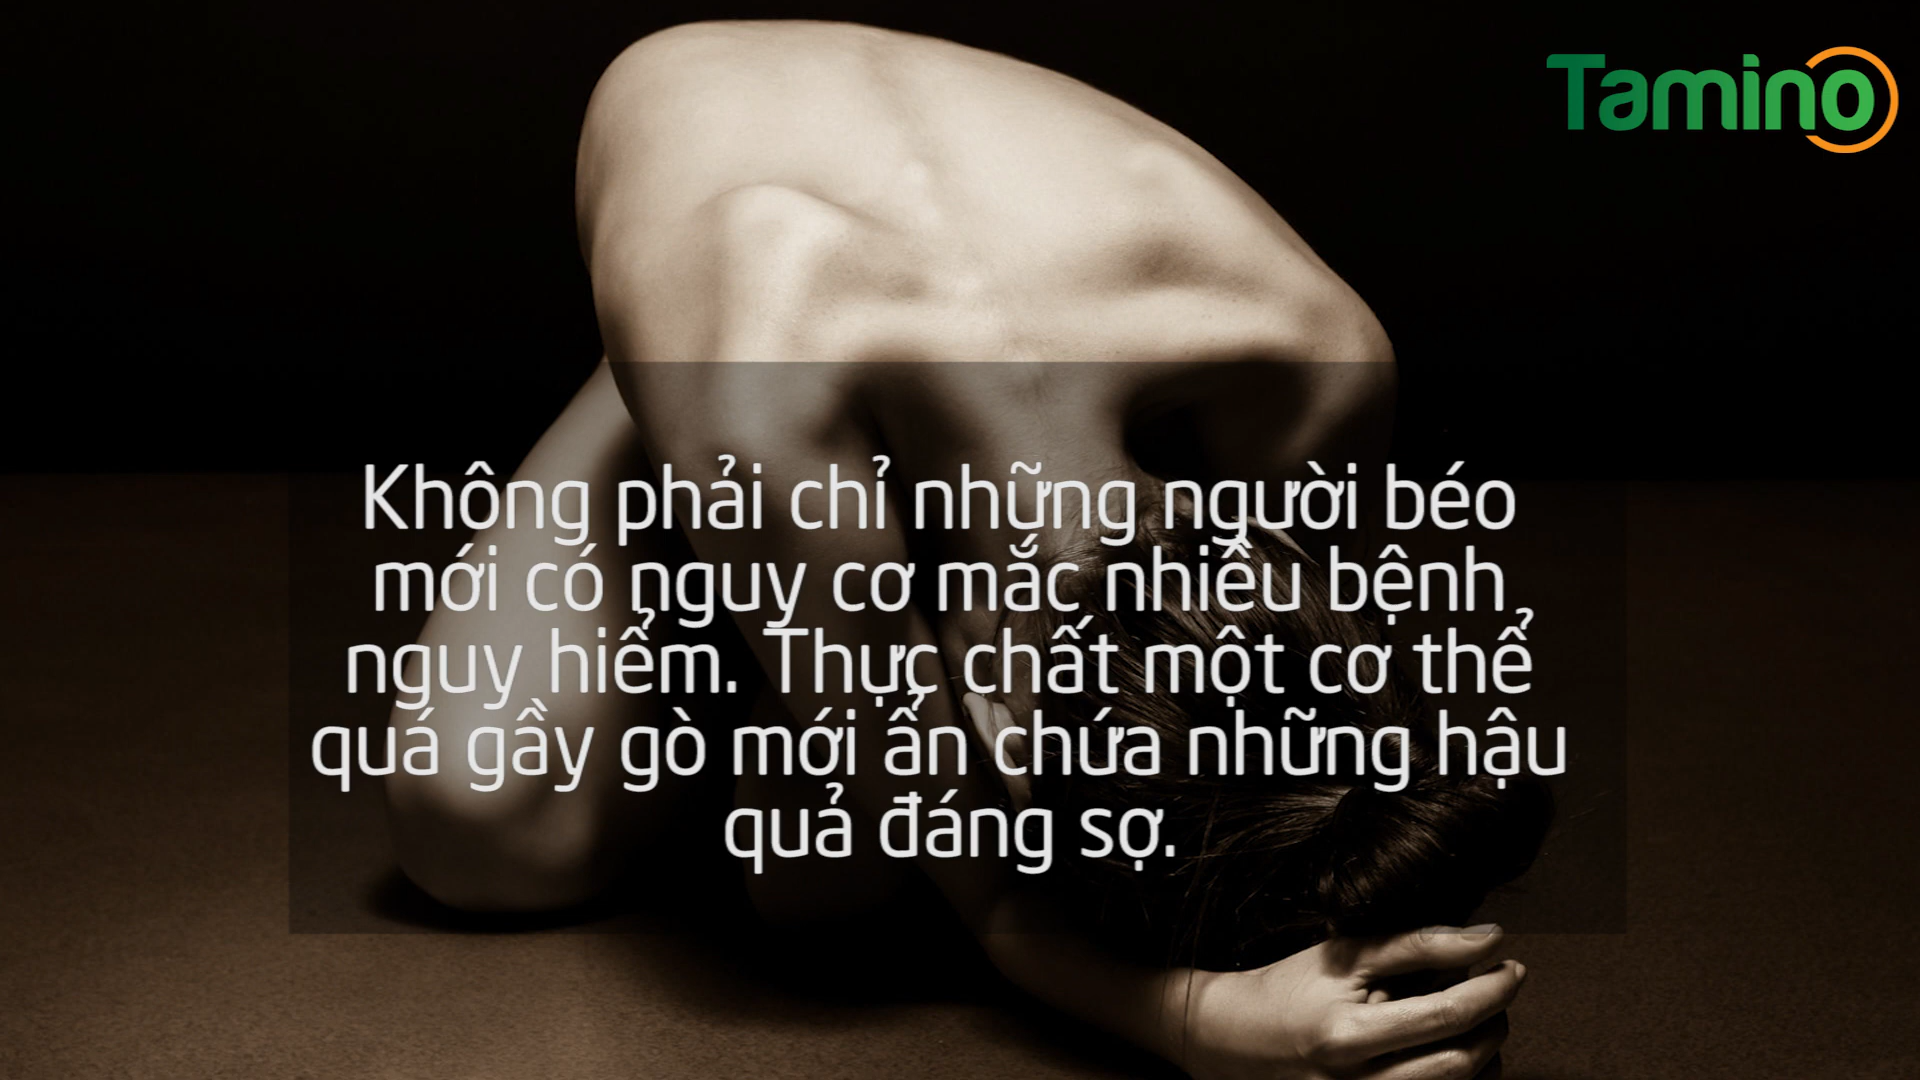 Tamino
Không phải chỉ những người béo
mới có nguy cơ mắc nhiều bệnh
nguy hiểm. Thực chất một cơ thể
quá gầy gò mới ẩn chứa những hậu
quả đáng sợ.